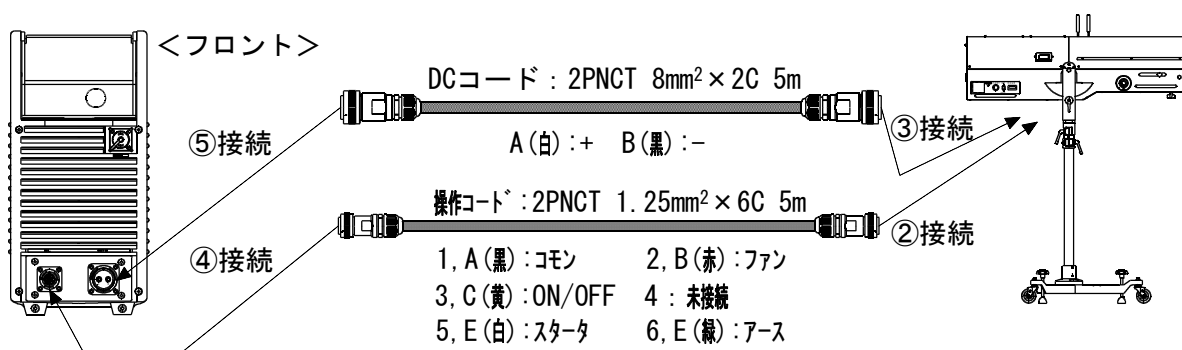 ＜フロント＞
DCコード : 2PNCT 8mm²×2C 5m
⑤接続
③接続
A(白):+ B(黒):-
操作コード:2PNCT 1.25mm²×6C 5m
④接続
②接続
1,A(黒):コモン 2,B(赤):ファン
3,C(黄):ON/OFF 4：未接続
5,E(白):スタータ 6,E(緑):アース